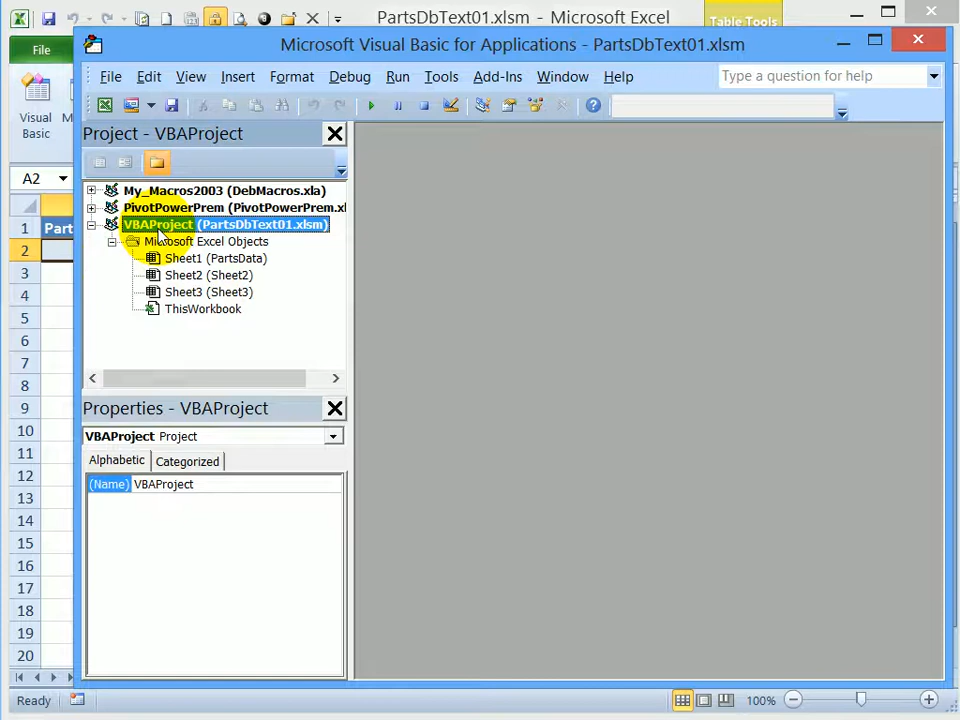 PartsDbText01.xlsm - Microsoft Excel
Table Tools
File
Microsoft Visual Basic for Applications - PartsDbText01.xlsm
File Edit View Insert Format Debug Run Tools Add-Ins Window Help
Type a question for help
Visual
Basic
Project - VBAProject
A2
My_Macros2003 (DebMacros.xla)
PivotPowerPrem (PivotPowerPrem.xl
VBAProject (PartsDbText01.xlsm)
Microsoft Excel Objects
Sheet1 (PartsData)
Sheet2 (Sheet2)
Sheet3 (Sheet3)
ThisWorkbook
1 Part
2
3
4
5
6
7
8
9
10
11
12
13
14
15
16
17
18
19
20
Properties - VBAProject
VBAProject Project
Alphabetic Categorized
(Name) VBAProject
Ready
100%